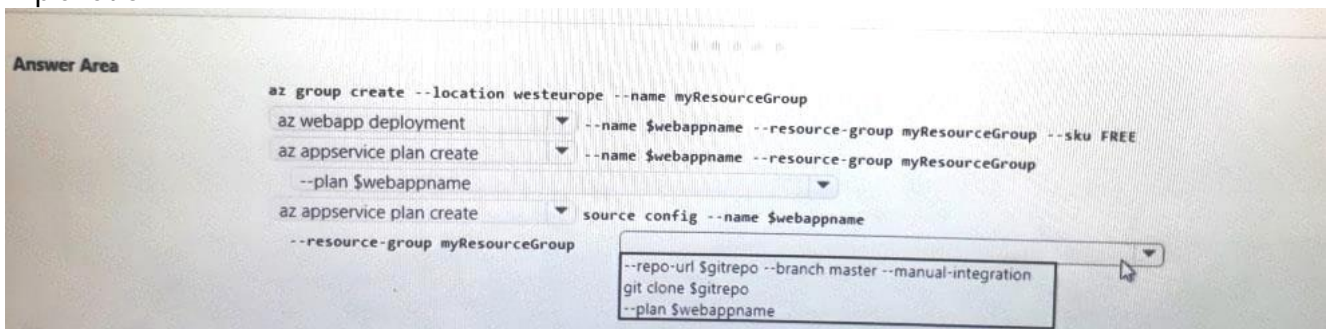 Answer Area
az group create --location westeurope --name myResourceGroup
az webapp deployment --name $webappname --resource-group myResourceGroup --sku FREE
az appservice plan create --name $webappname --resource-group myResourceGroup
--plan $webappname
az appservice plan create source config --name $webappname
--resource-group myResourceGroup
--repo-url $gitrepo --branch master --manual-integration
git clone $gitrepo
--plan $webappname